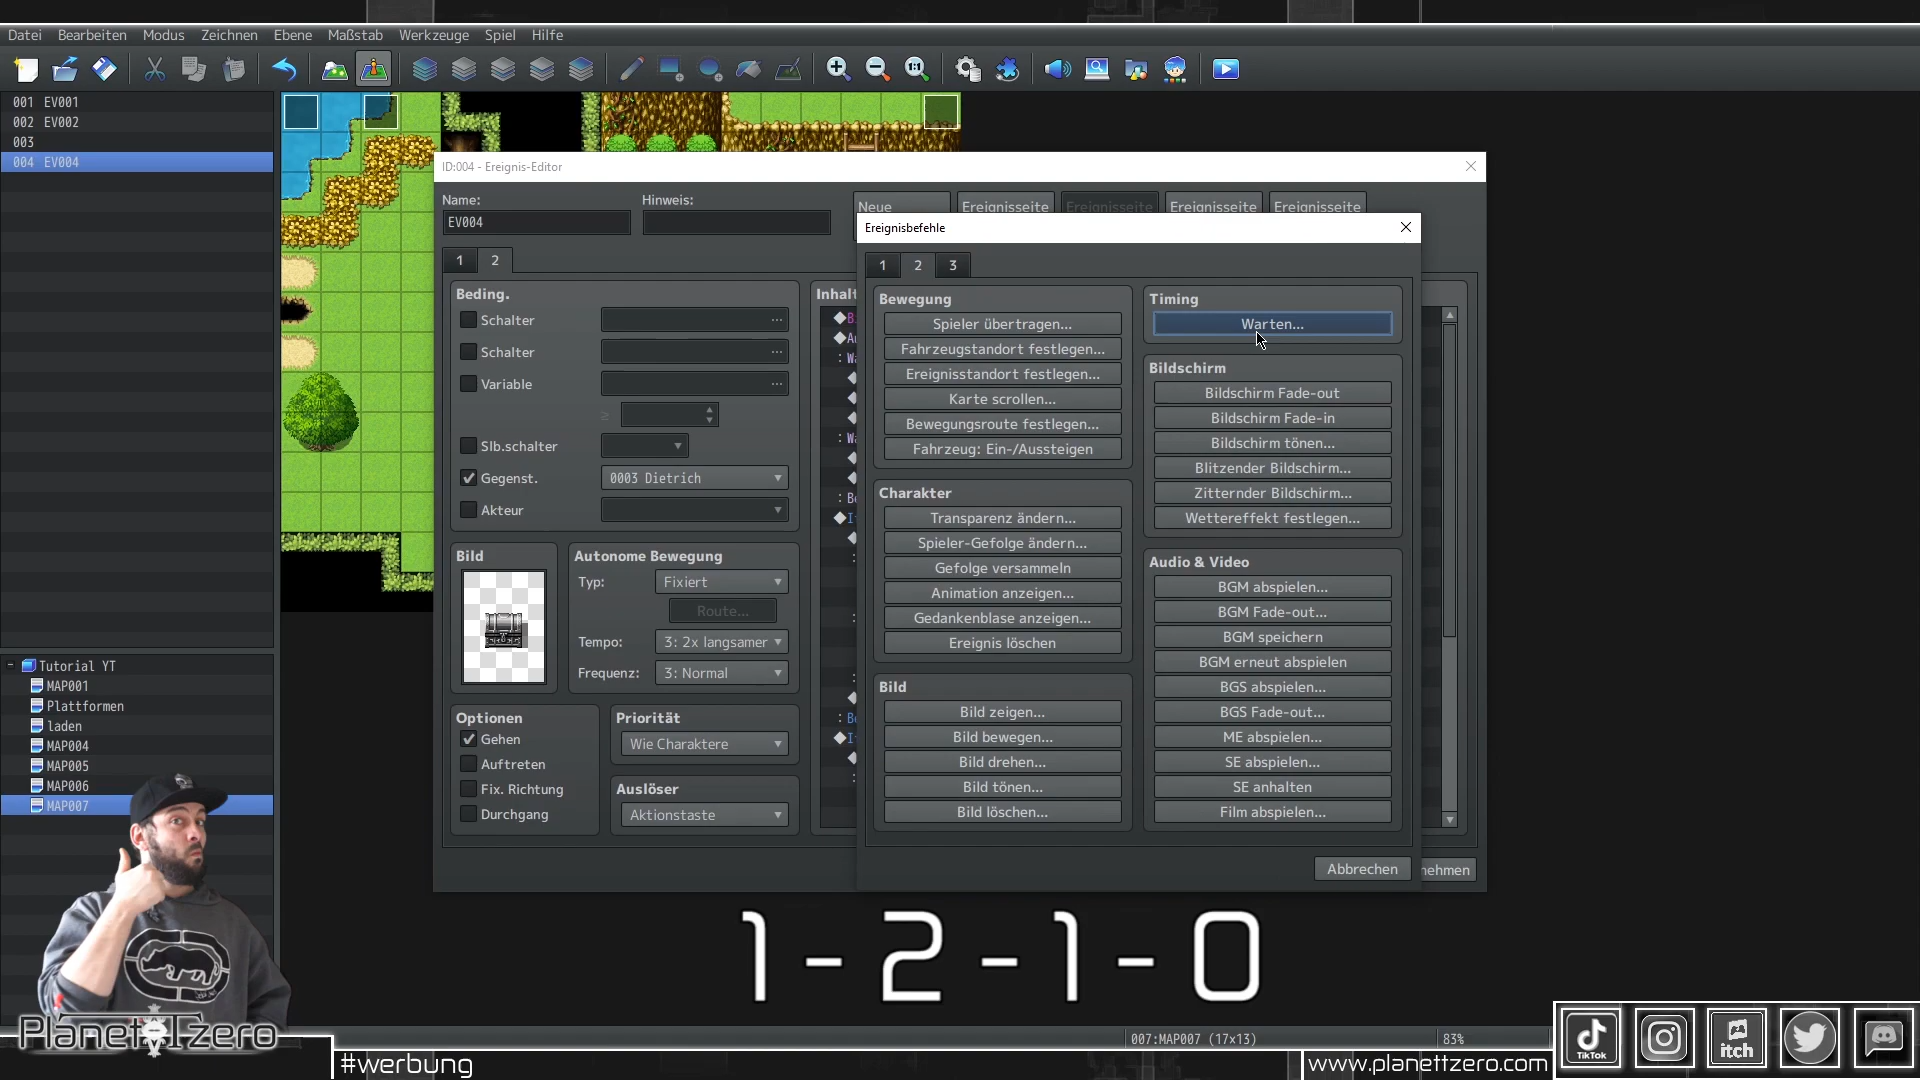 Datei Bearbeiten Modus Zeichnen Ebene Maßstab Werkzeuge Spiel Hilfe
1:1
001 EV001
002 EV002
003
004 EV004
ID:004 - Ereignis-Editor
Name:
EV004
Hinweis:
Neue
Ereignisseite
Ereignisseite
Ereignisseite
Ereignisseite
1 2
Beding.
Schalter
Schalter
Variable
≥
Slb.schalter
Gegenst.
0003 Dietrich
Akteur
Bild
Autonome Bewegung
Typ:
Fixiert
Route...
Tempo:
3: 2x langsamer
Frequenz:
3: Normal
Optionen
Gehen
Auftreten
Fix. Richtung
Durchgang
Priorität
Wie Charaktere
Auslöser
Aktionstaste
Inhalt
Ereignisbefehle
1 2 3
Bewegung
Spieler übertragen...
Fahrzeugstandort festlegen...
Ereignisstandort festlegen...
Karte scrollen...
Bewegungsroute festlegen...
Fahrzeug: Ein-/Aussteigen
Charakter
Transparenz ändern...
Spieler-Gefolge ändern...
Gefolge versammeln
Animation anzeigen...
Gedankenblase anzeigen...
Ereignis löschen
Bild
Bild zeigen...
Bild bewegen...
Bild drehen...
Bild tönen...
Bild löschen...
Timing
Warten...
Bildschirm
Bildschirm Fade-out
Bildschirm Fade-in
Bildschirm tönen...
Blitzender Bildschirm...
Zitternder Bildschirm...
Wettereffekt festlegen...
Audio & Video
BGM abspielen...
BGM Fade-out...
BGM speichern
BGM erneut abspielen
BGS abspielen...
BGS Fade-out...
ME abspielen...
SE abspielen...
SE anhalten
Film abspielen...
Abbrechen
nehmen
Tutorial YT
MAP001
Plattformen
laden
MAP004
MAP005
MAP006
MAP007
1-2-1-0
PlanetTzero
#werbung
007:MAP007 (17×13)
83%
www.planettzero.com
TikTok
itch